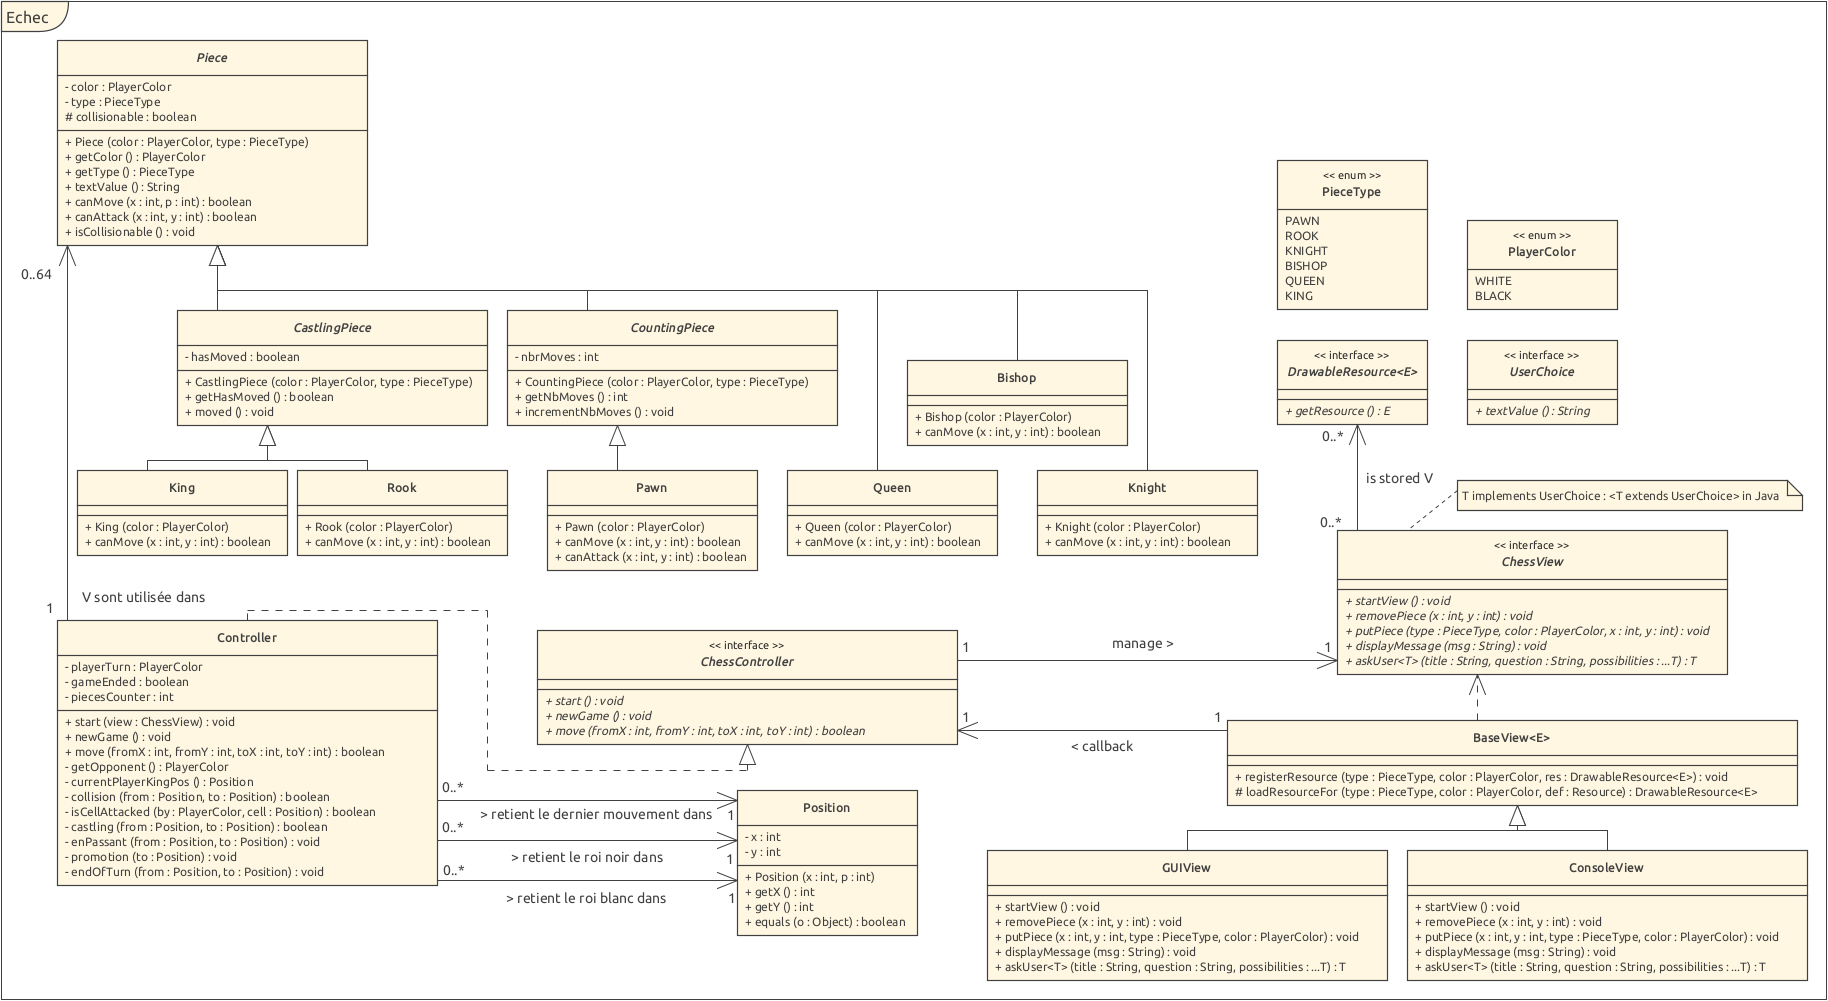 Echec
Piece
- color : PlayerColor
- type : PieceType
# collisionable : boolean
+ Piece (color : PlayerColor, type : PieceType)
+ getColor () : PlayerColor
+ getType () : PieceType
+ textValue () : String
+ canMove (x : int, p : int) : boolean
+ canAttack (x : int, y : int) : boolean
+ isCollisionable () : void
0..64
<< enum >>
PieceType
PAWN
ROOK
KNIGHT
BISHOP
QUEEN
KING
<< enum >>
PlayerColor
WHITE
BLACK
CastlingPiece
- hasMoved : boolean
+ CastlingPiece (color : PlayerColor, type : PieceType)
+ getHasMoved () : boolean
+ moved () : void
CountingPiece
- nbrMoves : int
+ CountingPiece (color : PlayerColor, type : PieceType)
+ getNbMoves () : int
+ incrementNbMoves () : void
Bishop
+ Bishop (color : PlayerColor)
+ canMove (x : int, y : int) : boolean
<< interface >>
DrawableResource<E>
+ getResource () : E
<< interface >>
UserChoice
+ textValue () : String
0..*
is stored V
0..*
T implements UserChoice : <T extends UserChoice> in Java
King
+ King (color : PlayerColor)
+ canMove (x : int, y : int) : boolean
Rook
+ Rook (color : PlayerColor)
+ canMove (x : int, y : int) : boolean
Pawn
+ Pawn (color : PlayerColor)
+ canMove (x : int, y : int) : boolean
+ canAttack (x : int, y : int) : boolean
Queen
+ Queen (color : PlayerColor)
+ canMove (x : int, y : int) : boolean
Knight
+ Knight (color : PlayerColor)
+ canMove (x : int, y : int) : boolean
<< interface >>
ChessView
+ startView () : void
+ removePiece (x : int, y : int) : void
+ putPiece (type : PieceType, color : PlayerColor, x : int, y : int) : void
+ displayMessage (msg : String) : void
+ askUser<T> (title : String, question : String, possibilities : ...T) : T
1
V sont utilisée dans
Controller
- playerTurn : PlayerColor
- gameEnded : boolean
- piecesCounter : int
+ start (view : ChessView) : void
+ newGame () : void
+ move (fromX : int, fromY : int, toX : int, toY : int) : boolean
- getOpponent () : PlayerColor
- currentPlayerKingPos () : Position
- collision (from : Position, to : Position) : boolean
- isCellAttacked (by : PlayerColor, cell : Position) : boolean
- castling (from : Position, to : Position) : boolean
- enPassant (from : Position, to : Position) : void
- promotion (to : Position) : void
- endOfTurn (from : Position, to : Position) : void
<< interface >>
ChessController
+ start () : void
+ newGame () : void
+ move (fromX : int, fromY : int, toX : int, toY : int) : boolean
1
manage >
1
1
< callback
1
BaseView<E>
+ registerResource (type : PieceType, color : PlayerColor, res : DrawableResource<E>) : void
# loadResourceFor (type : PieceType, color : PlayerColor, def : Resource) : DrawableResource<E>
0..*
> retient le dernier mouvement dans
1
0..*
> retient le roi noir dans
1
0..*
> retient le roi blanc dans
1
Position
- x : int
- y : int
+ Position (x : int, p : int)
+ getX () : int
+ getY () : int
+ equals (o : Object) : boolean
GUIView
+ startView () : void
+ removePiece (x : int, y : int) : void
+ putPiece (x : int, y : int, type : PieceType, color : PlayerColor) : void
+ displayMessage (msg : String) : void
+ askUser<T> (title : String, question : String, possibilities : ...T) : T
ConsoleView
+ startView () : void
+ removePiece (x : int, y : int) : void
+ putPiece (x : int, y : int, type : PieceType, color : PlayerColor) : void
+ displayMessage (msg : String) : void
+ askUser<T> (title : String, question : String, possibilities : ...T) : T